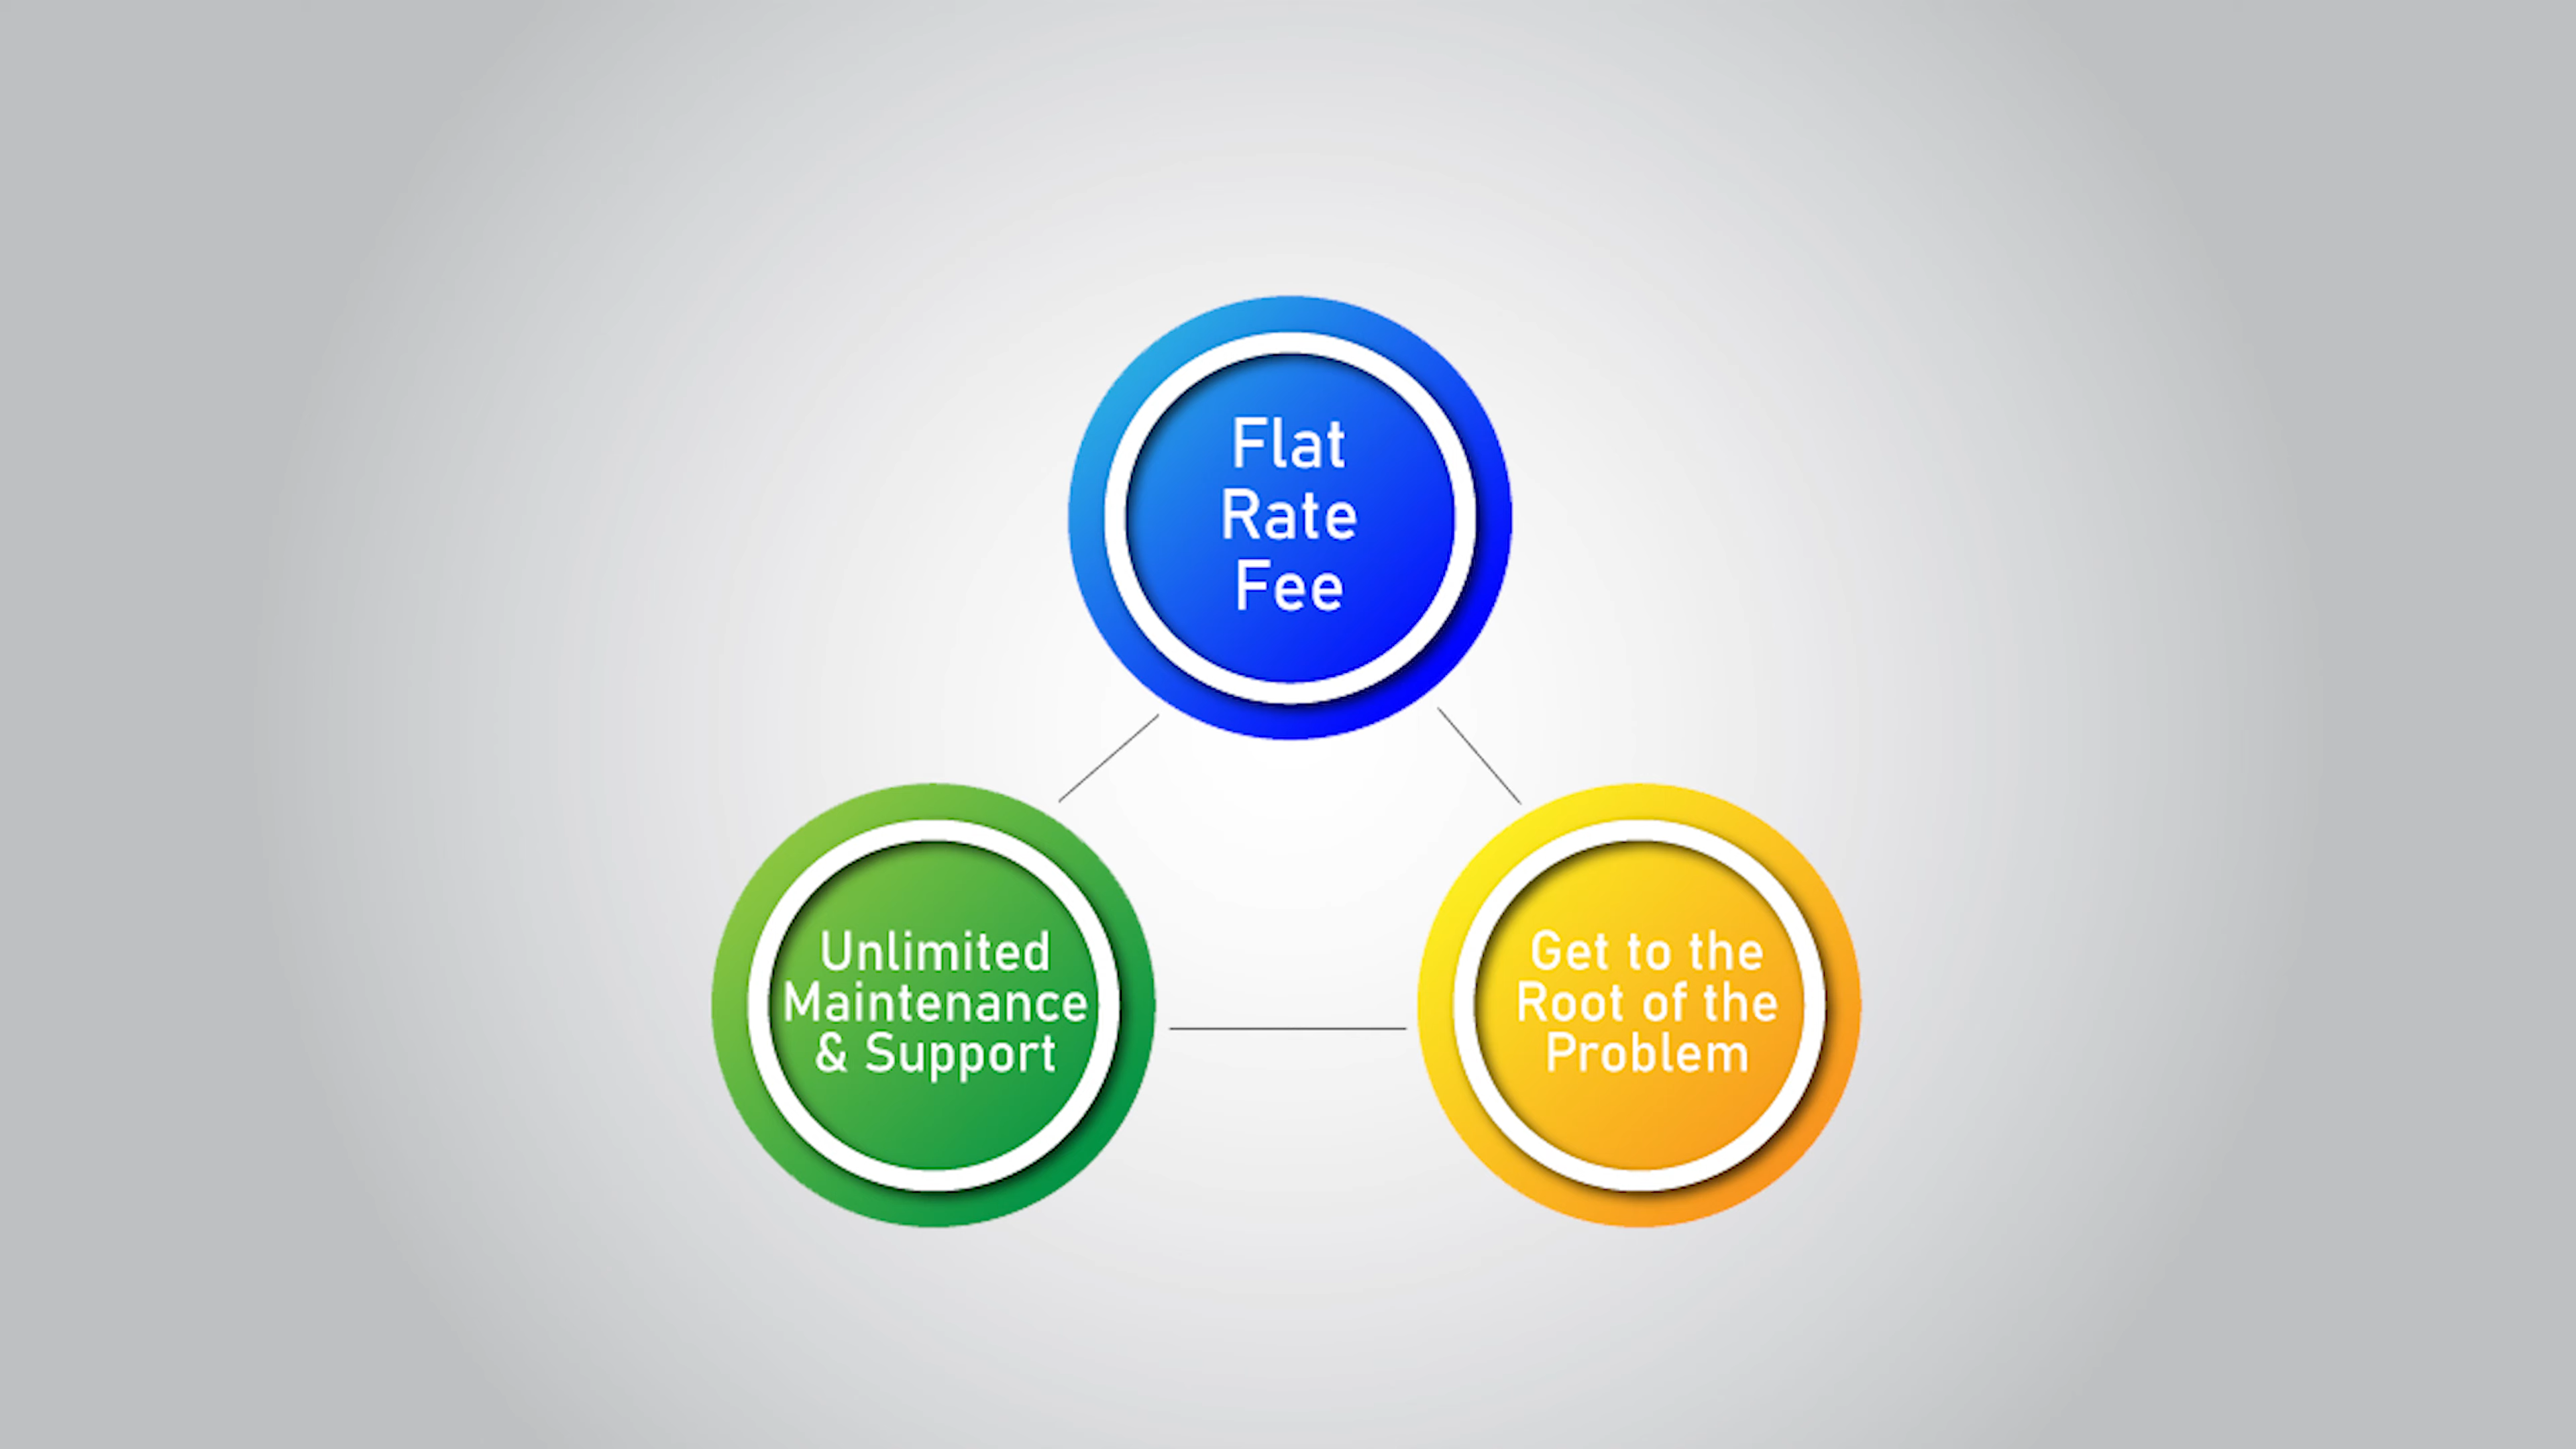 Flat
Rate
Fee
Unlimited
Maintenance
& Support
Get to the
Root of the
Problem